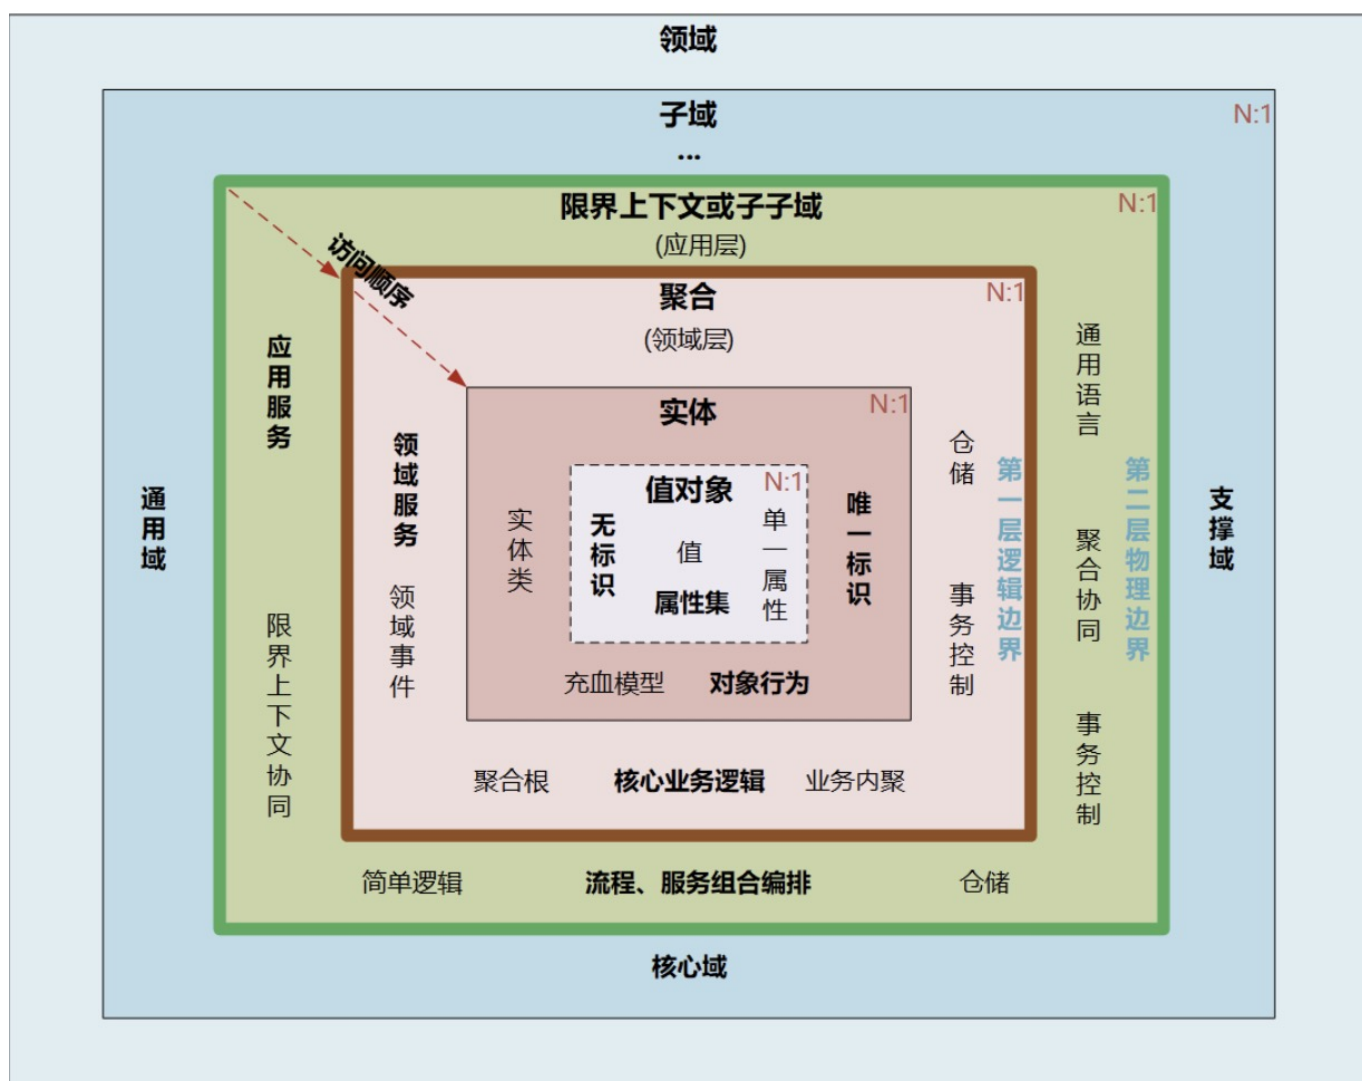 领域
子域
N:1
...
限界上下文或子子域
N:1
(应用层)
访问顺序
聚合
N:1
(领域层)
实体
N:1
值对象
N:1
无标识
值
单一属性
属性集
实体类
唯一标识
充血模型
对象行为
领域服务
领域事件
仓储
事务控制
第一层逻辑边界
聚合根
核心业务逻辑
业务内聚
应用服务
限界上下文协同
通用语言
聚合协同
事务控制
第二层物理边界
简单逻辑
流程、服务组合编排
仓储
通用域
支撑域
核心域